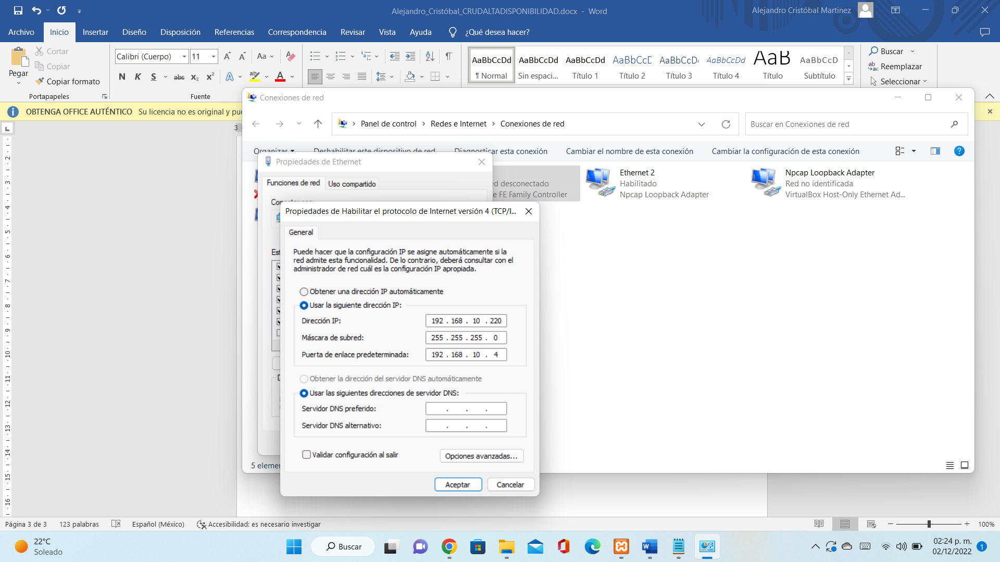 Alejandro_Cristóbal_CRUDALTADISPONIBILIDAD.docx - Word
Alejandro Cristóbal Martinez
Archivo Inicio Insertar Diseño Disposición Referencias Correspondencia Revisar Vista Ayuda ¿Qué desea hacer?
Pegar
Cortar
Copiar
Copiar formato
Portapapeles
Calibri (Cuerpo) 11
Aa
N K S abc x₂ x²
Fuente
AaBbCcDd AaBbCcDd AaBbCcDd AaBbCcD AaBbCcDd AaBbCcDd AaB AaBbCcD
¶ Normal Sin espaci... Título 1 Título 2 Título 3 Título 4 Título Subtítulo
Buscar
Reemplazar
Seleccionar
OBTENGA OFFICE AUTÉNTICO Su licencia no es original y
Conexiones de red
Panel de control > Redes e Internet > Conexiones de red
Buscar en Conexiones de red
Organizar Deshabilitar este dispositivo de red Diagnosticar esta conexión Cambiar el nombre de esta conexión Cambiar la configuración de esta conexión
desconectado
FE Family Controller
Ethernet 2
Habilitado
Npcap Loopback Adapter
Npcap Loopback Adapter
Red no identificada
VirtualBox Host-Only Ethernet Ad...
Propiedades de Ethernet
Funciones de red Uso compartido
Propiedades de Habilitar el protocolo de Internet versión 4 (TCP/I...
General
Puede hacer que la configuración IP se asigne automáticamente si la
red admite esta funcionalidad. De lo contrario, deberá consultar con el
administrador de red cuál es la configuración IP apropiada.
Obtener una dirección IP automáticamente
Usar la siguiente dirección IP:
Dirección IP: 192 . 168 . 10 . 220
Máscara de subred: 255 . 255 . 255 . 0
Puerta de enlace predeterminada: 192 . 168 . 10 . 4
Obtener la dirección del servidor DNS automáticamente
Usar las siguientes direcciones de servidor DNS:
Servidor DNS preferido: . . .
Servidor DNS alternativo: . . .
Validar configuración al salir
Opciones avanzadas...
Aceptar Cancelar
Página 3 de 3 123 palabras Español (México) Accesibilidad: es necesario investigar 100%
22°C
Soleado
Buscar
02:24 p. m.
02/12/2022
1